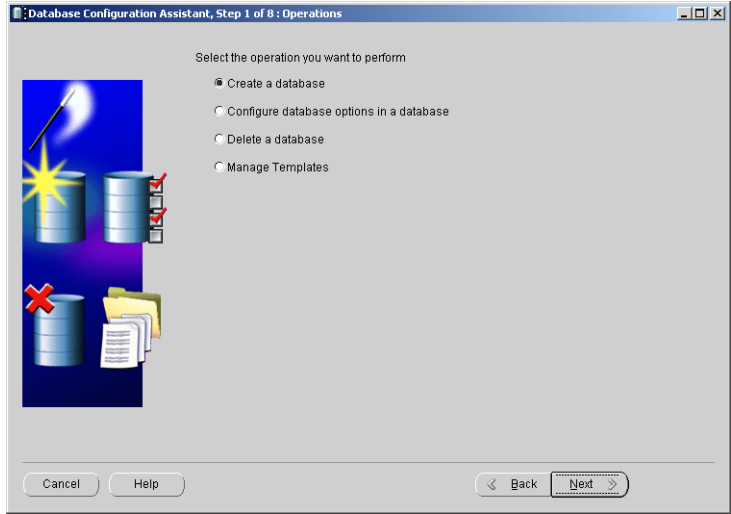 Database Configuration Assistant, Step 1 of 8 : Operations
Select the operation you want to perform
Create a database
Configure database options in a database
Delete a database
Manage Templates
Cancel Help Back Next